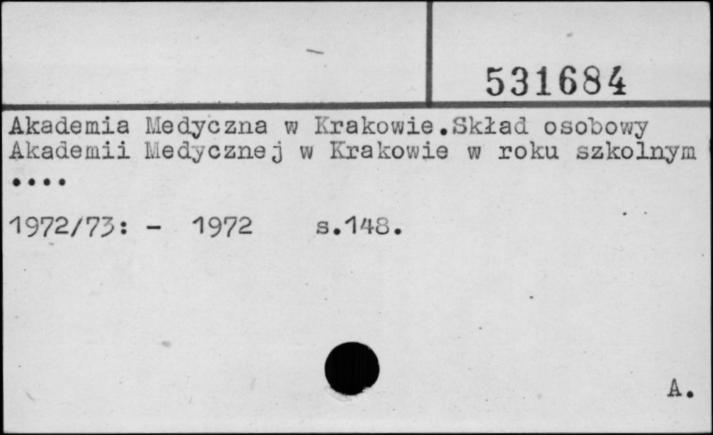 531684
Akademia Medyczna w Krakowie.Skład osobowy
Akademii Medycznej w Krakowie w roku szkolnym
....
1972/73: - 1972 s.148.
A.